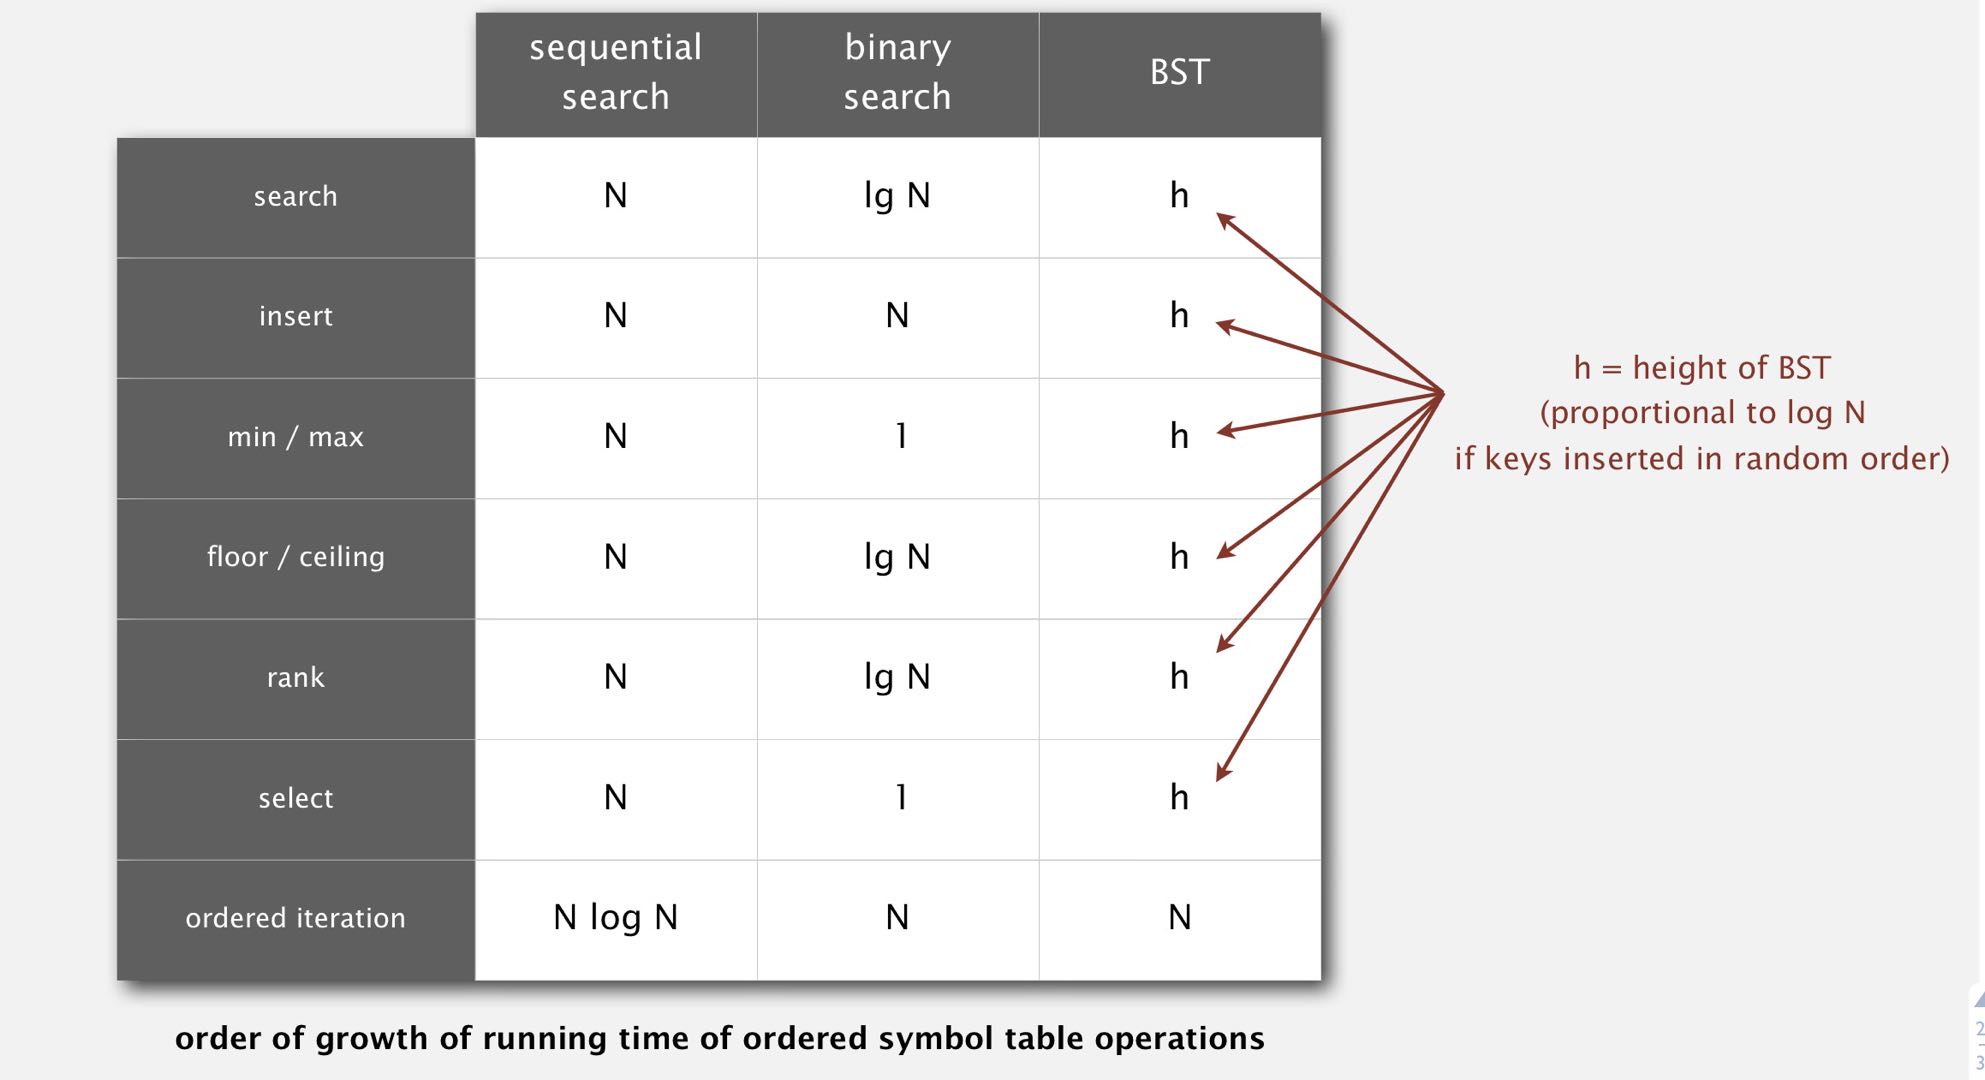 sequential search
binary search
BST
search N lg N h
insert N N h
min / max N 1 h
floor / ceiling N lg N h
rank N lg N h
select N 1 h
ordered iteration N log N N N
h = height of BST
(proportional to log N
if keys inserted in random order)
order of growth of running time of ordered symbol table operations
2
3